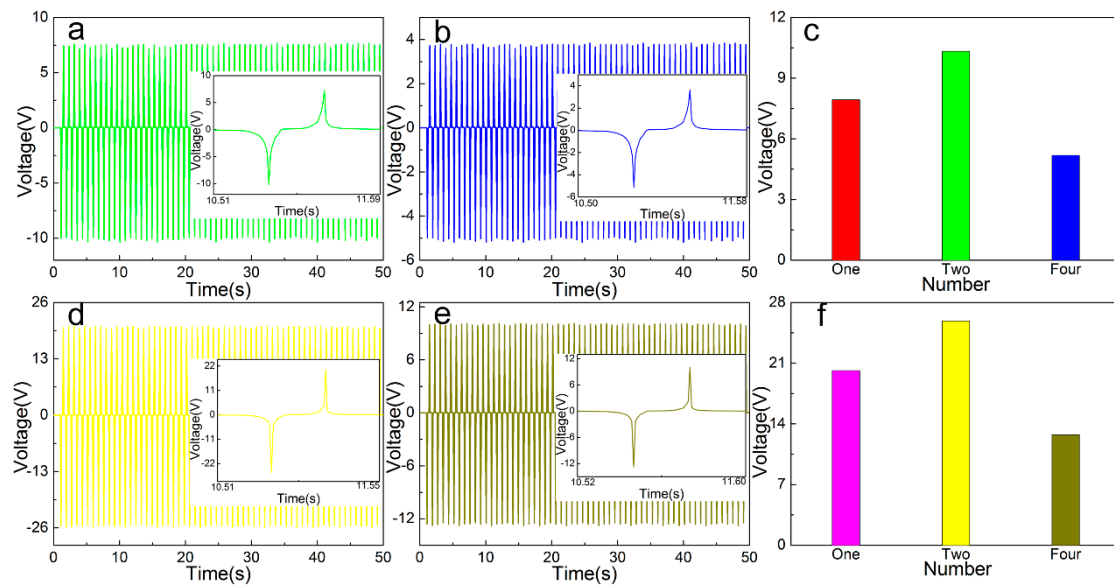 a
Voltage(V)
10
5
0
-5
-10
0
10
20
30
40
50
Time(s)
Voltage(V)
10
5
0
-5
-10
10.51
11.59
Time(s)
b
Voltage(V)
4
2
0
-2
-4
-6
0
10
20
30
40
50
Time(s)
Voltage(V)
4
2
0
-2
-4
-6
10.50
11.58
Time(s)
c
Voltage(V)
12
9
6
3
0
One
Two
Four
Number
d
Voltage(V)
26
13
0
-13
-26
0
10
20
30
40
50
Time(s)
Voltage(V)
22
11
0
-11
-22
10.51
11.55
Time(s)
e
Voltage(V)
12
9
6
3
0
-3
-6
-9
-12
0
10
20
30
40
50
Time(s)
Voltage(V)
12
6
0
-6
-12
10.52
11.60
Time(s)
f
Voltage(V)
28
21
14
7
0
One
Two
Four
Number